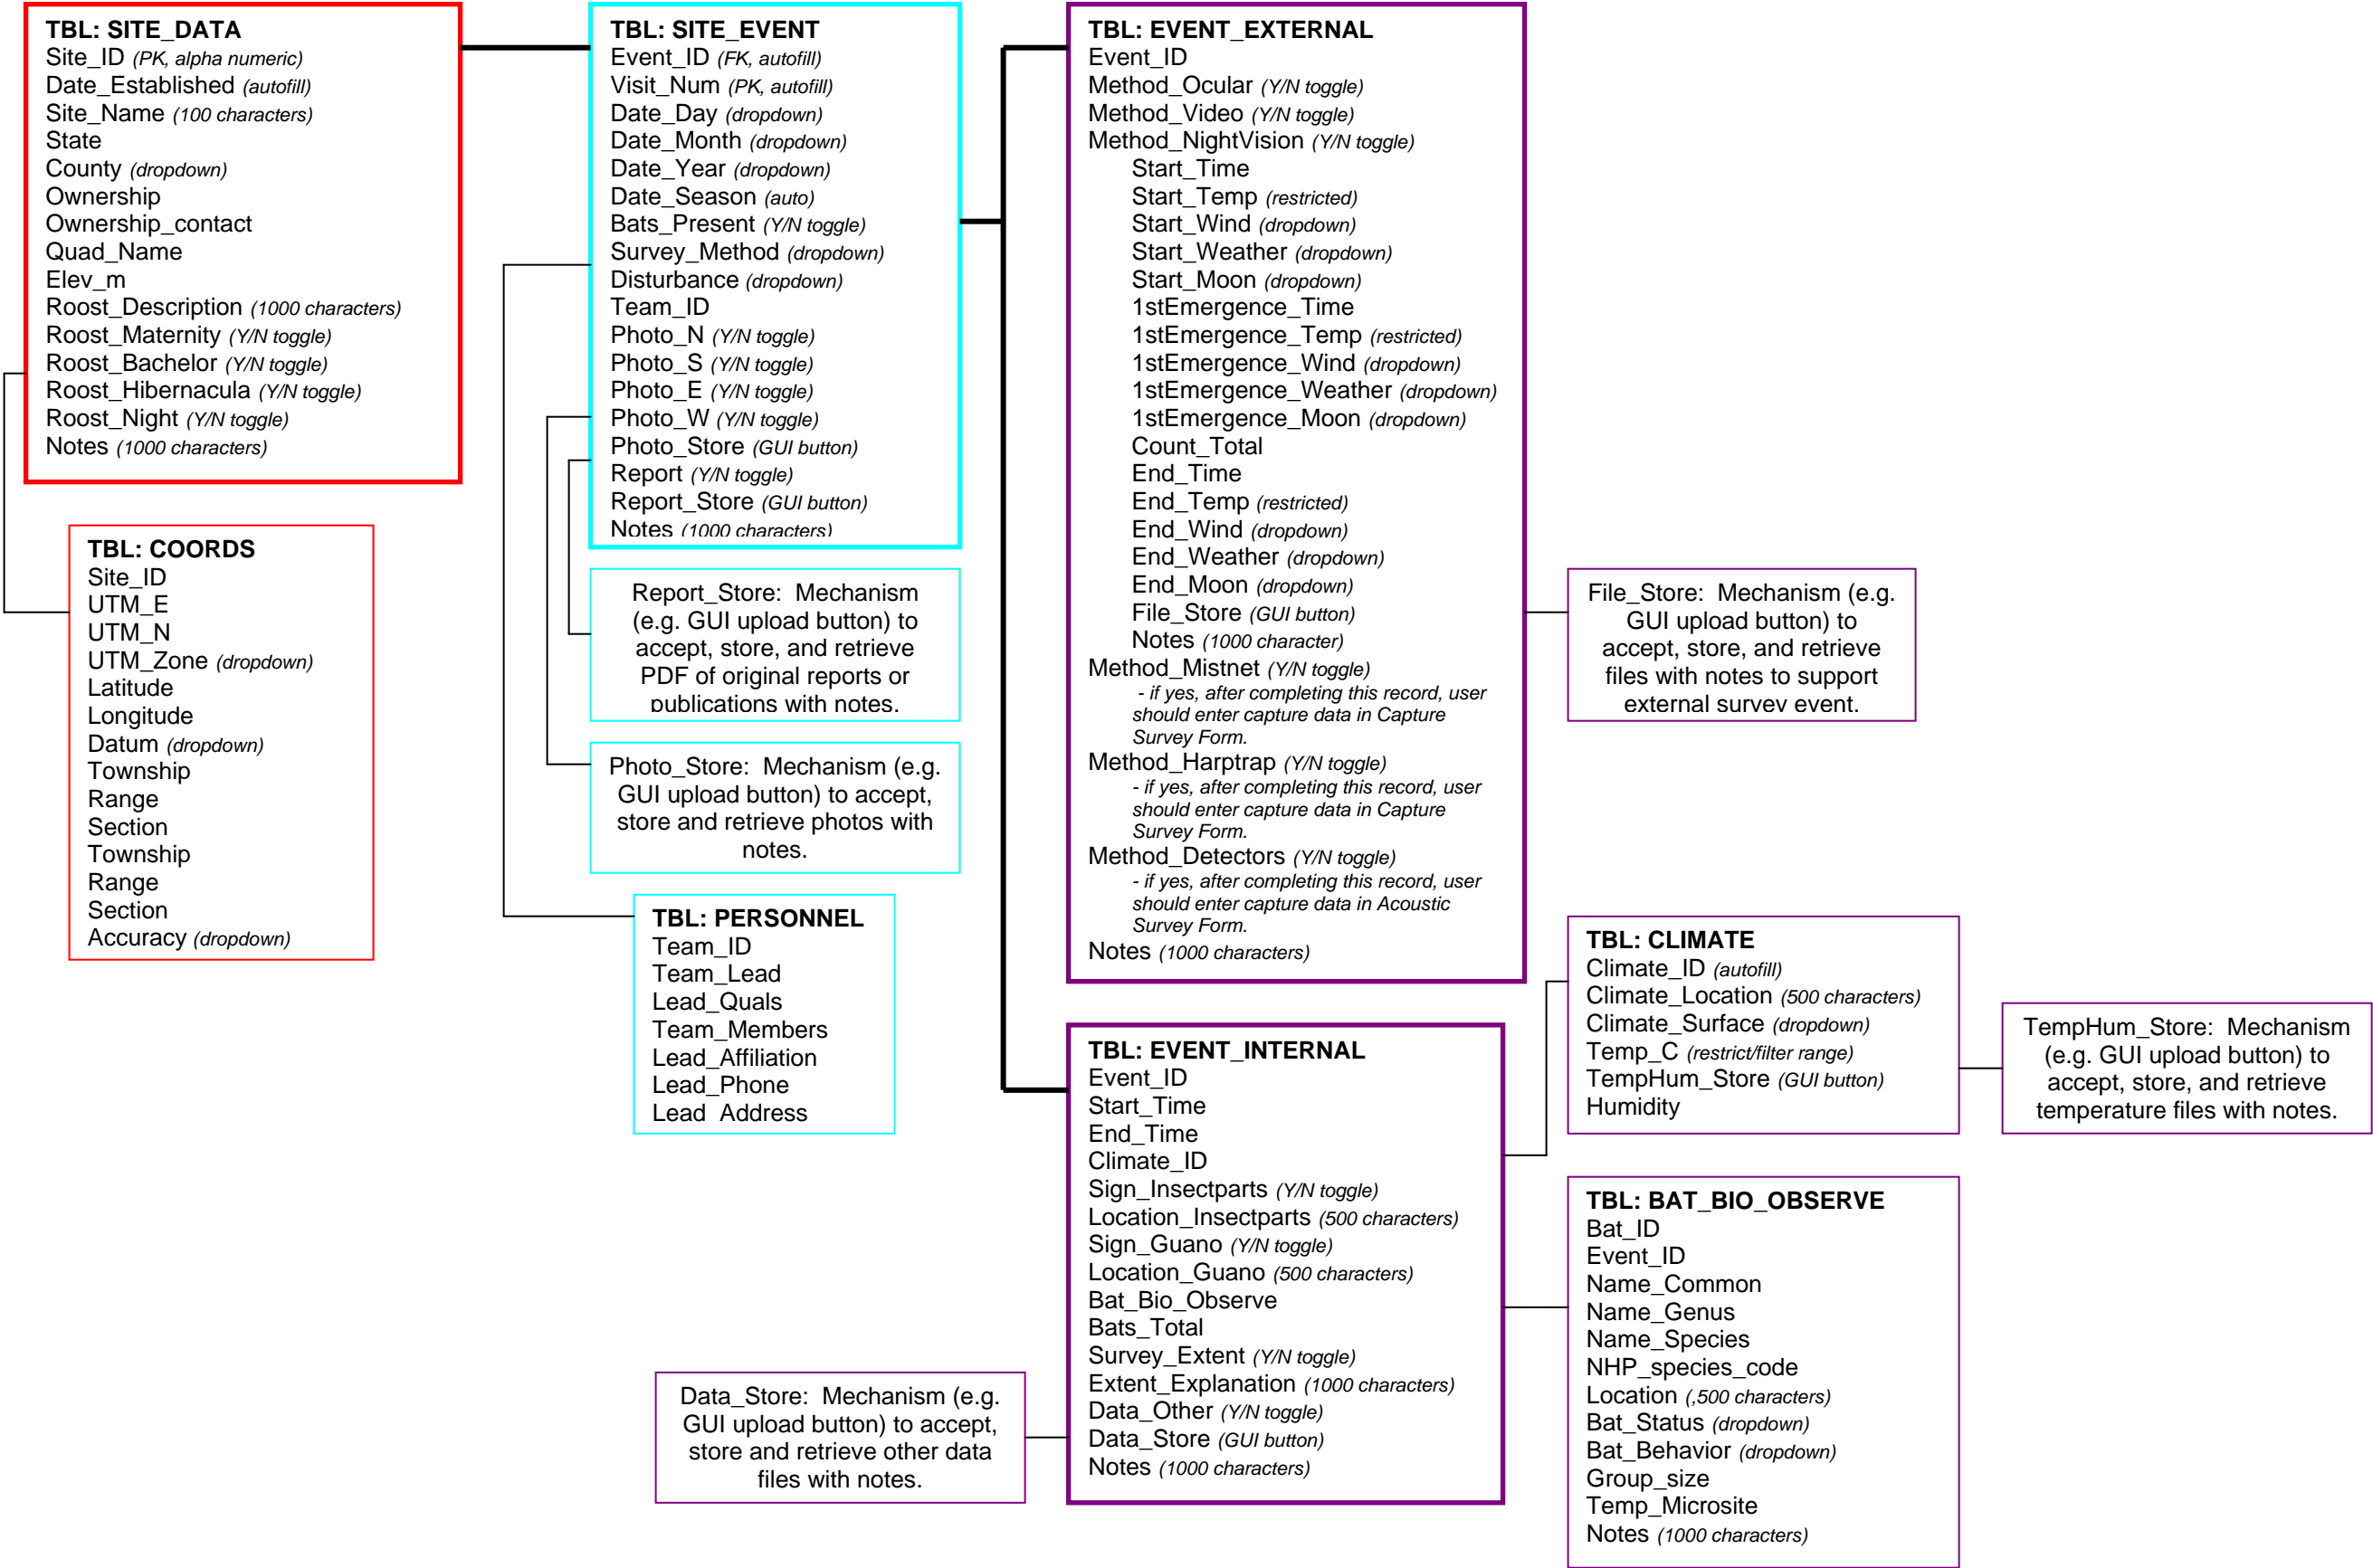 TBL: SITE_DATA
Site_ID (PK, alpha numeric)
Date_Established (autofill)
Site_Name (100 characters)
State
County (dropdown)
Ownership
Ownership_contact
Quad_Name
Elev_m
Roost_Description (1000 characters)
Roost_Maternity (Y/N toggle)
Roost_Bachelor (Y/N toggle)
Roost_Hibernacula (Y/N toggle)
Roost_Night (Y/N toggle)
Notes (1000 characters)
TBL: COORDS
Site_ID
UTM_E
UTM_N
UTM_Zone (dropdown)
Latitude
Longitude
Datum (dropdown)
Township
Range
Section
Township
Range
Section
Accuracy (dropdown)
TBL: SITE_EVENT
Event_ID (FK, autofill)
Visit_Num (PK, autofill)
Date_Day (dropdown)
Date_Month (dropdown)
Date_Year (dropdown)
Date_Season (auto)
Bats_Present (Y/N toggle)
Survey_Method (dropdown)
Disturbance (dropdown)
Team_ID
Photo_N (Y/N toggle)
Photo_S (Y/N toggle)
Photo_E (Y/N toggle)
Photo_W (Y/N toggle)
Photo_Store (GUI button)
Report (Y/N toggle)
Report_Store (GUI button)
Notes (1000 characters)
Report_Store: Mechanism
(e.g. GUI upload button) to
accept, store, and retrieve
PDF of original reports or
publications with notes.
Photo_Store: Mechanism (e.g.
GUI upload button) to accept,
store and retrieve photos with
notes.
TBL: PERSONNEL
Team_ID
Team_Lead
Lead_Quals
Team_Members
Lead_Affiliation
Lead_Phone
Lead_Address
TBL: EVENT_EXTERNAL
Event_ID
Method_Ocular (Y/N toggle)
Method_Video (Y/N toggle)
Method_NightVision (Y/N toggle)
Start_Time
Start_Temp (restricted)
Start_Wind (dropdown)
Start_Weather (dropdown)
Start_Moon (dropdown)
1stEmergence_Time
1stEmergence_Temp (restricted)
1stEmergence_Wind (dropdown)
1stEmergence_Weather (dropdown)
1stEmergence_Moon (dropdown)
Count_Total
End_Time
End_Temp (restricted)
End_Wind (dropdown)
End_Weather (dropdown)
End_Moon (dropdown)
File_Store (GUI button)
Notes (1000 character)
Method_Mistnet (Y/N toggle)
- if yes, after completing this record, user
should enter capture data in Capture
Survey Form.
Method_Harptrap (Y/N toggle)
- if yes, after completing this record, user
should enter capture data in Capture
Survey Form.
Method_Detectors (Y/N toggle)
- if yes, after completing this record, user
should enter capture data in Acoustic
Survey Form.
Notes (1000 characters)
File_Store: Mechanism (e.g.
GUI upload button) to
accept, store, and retrieve
files with notes to support
external survey event.
TBL: EVENT_INTERNAL
Event_ID
Start_Time
End_Time
Climate_ID
Sign_Insectparts (Y/N toggle)
Location_Insectparts (500 characters)
Sign_Guano (Y/N toggle)
Location_Guano (500 characters)
Bat_Bio_Observe
Bats_Total
Survey_Extent (Y/N toggle)
Extent_Explanation (1000 characters)
Data_Other (Y/N toggle)
Data_Store (GUI button)
Notes (1000 characters)
Data_Store: Mechanism (e.g.
GUI upload button) to accept,
store and retrieve other data
files with notes.
TBL: CLIMATE
Climate_ID (autofill)
Climate_Location (500 characters)
Climate_Surface (dropdown)
Temp_C (restrict/filter range)
TempHum_Store (GUI button)
Humidity
TempHum_Store: Mechanism
(e.g. GUI upload button) to
accept, store, and retrieve
temperature files with notes.
TBL: BAT_BIO_OBSERVE
Bat_ID
Event_ID
Name_Common
Name_Genus
Name_Species
NHP_species_code
Location (,500 characters)
Bat_Status (dropdown)
Bat_Behavior (dropdown)
Group_size
Temp_Microsite
Notes (1000 characters)